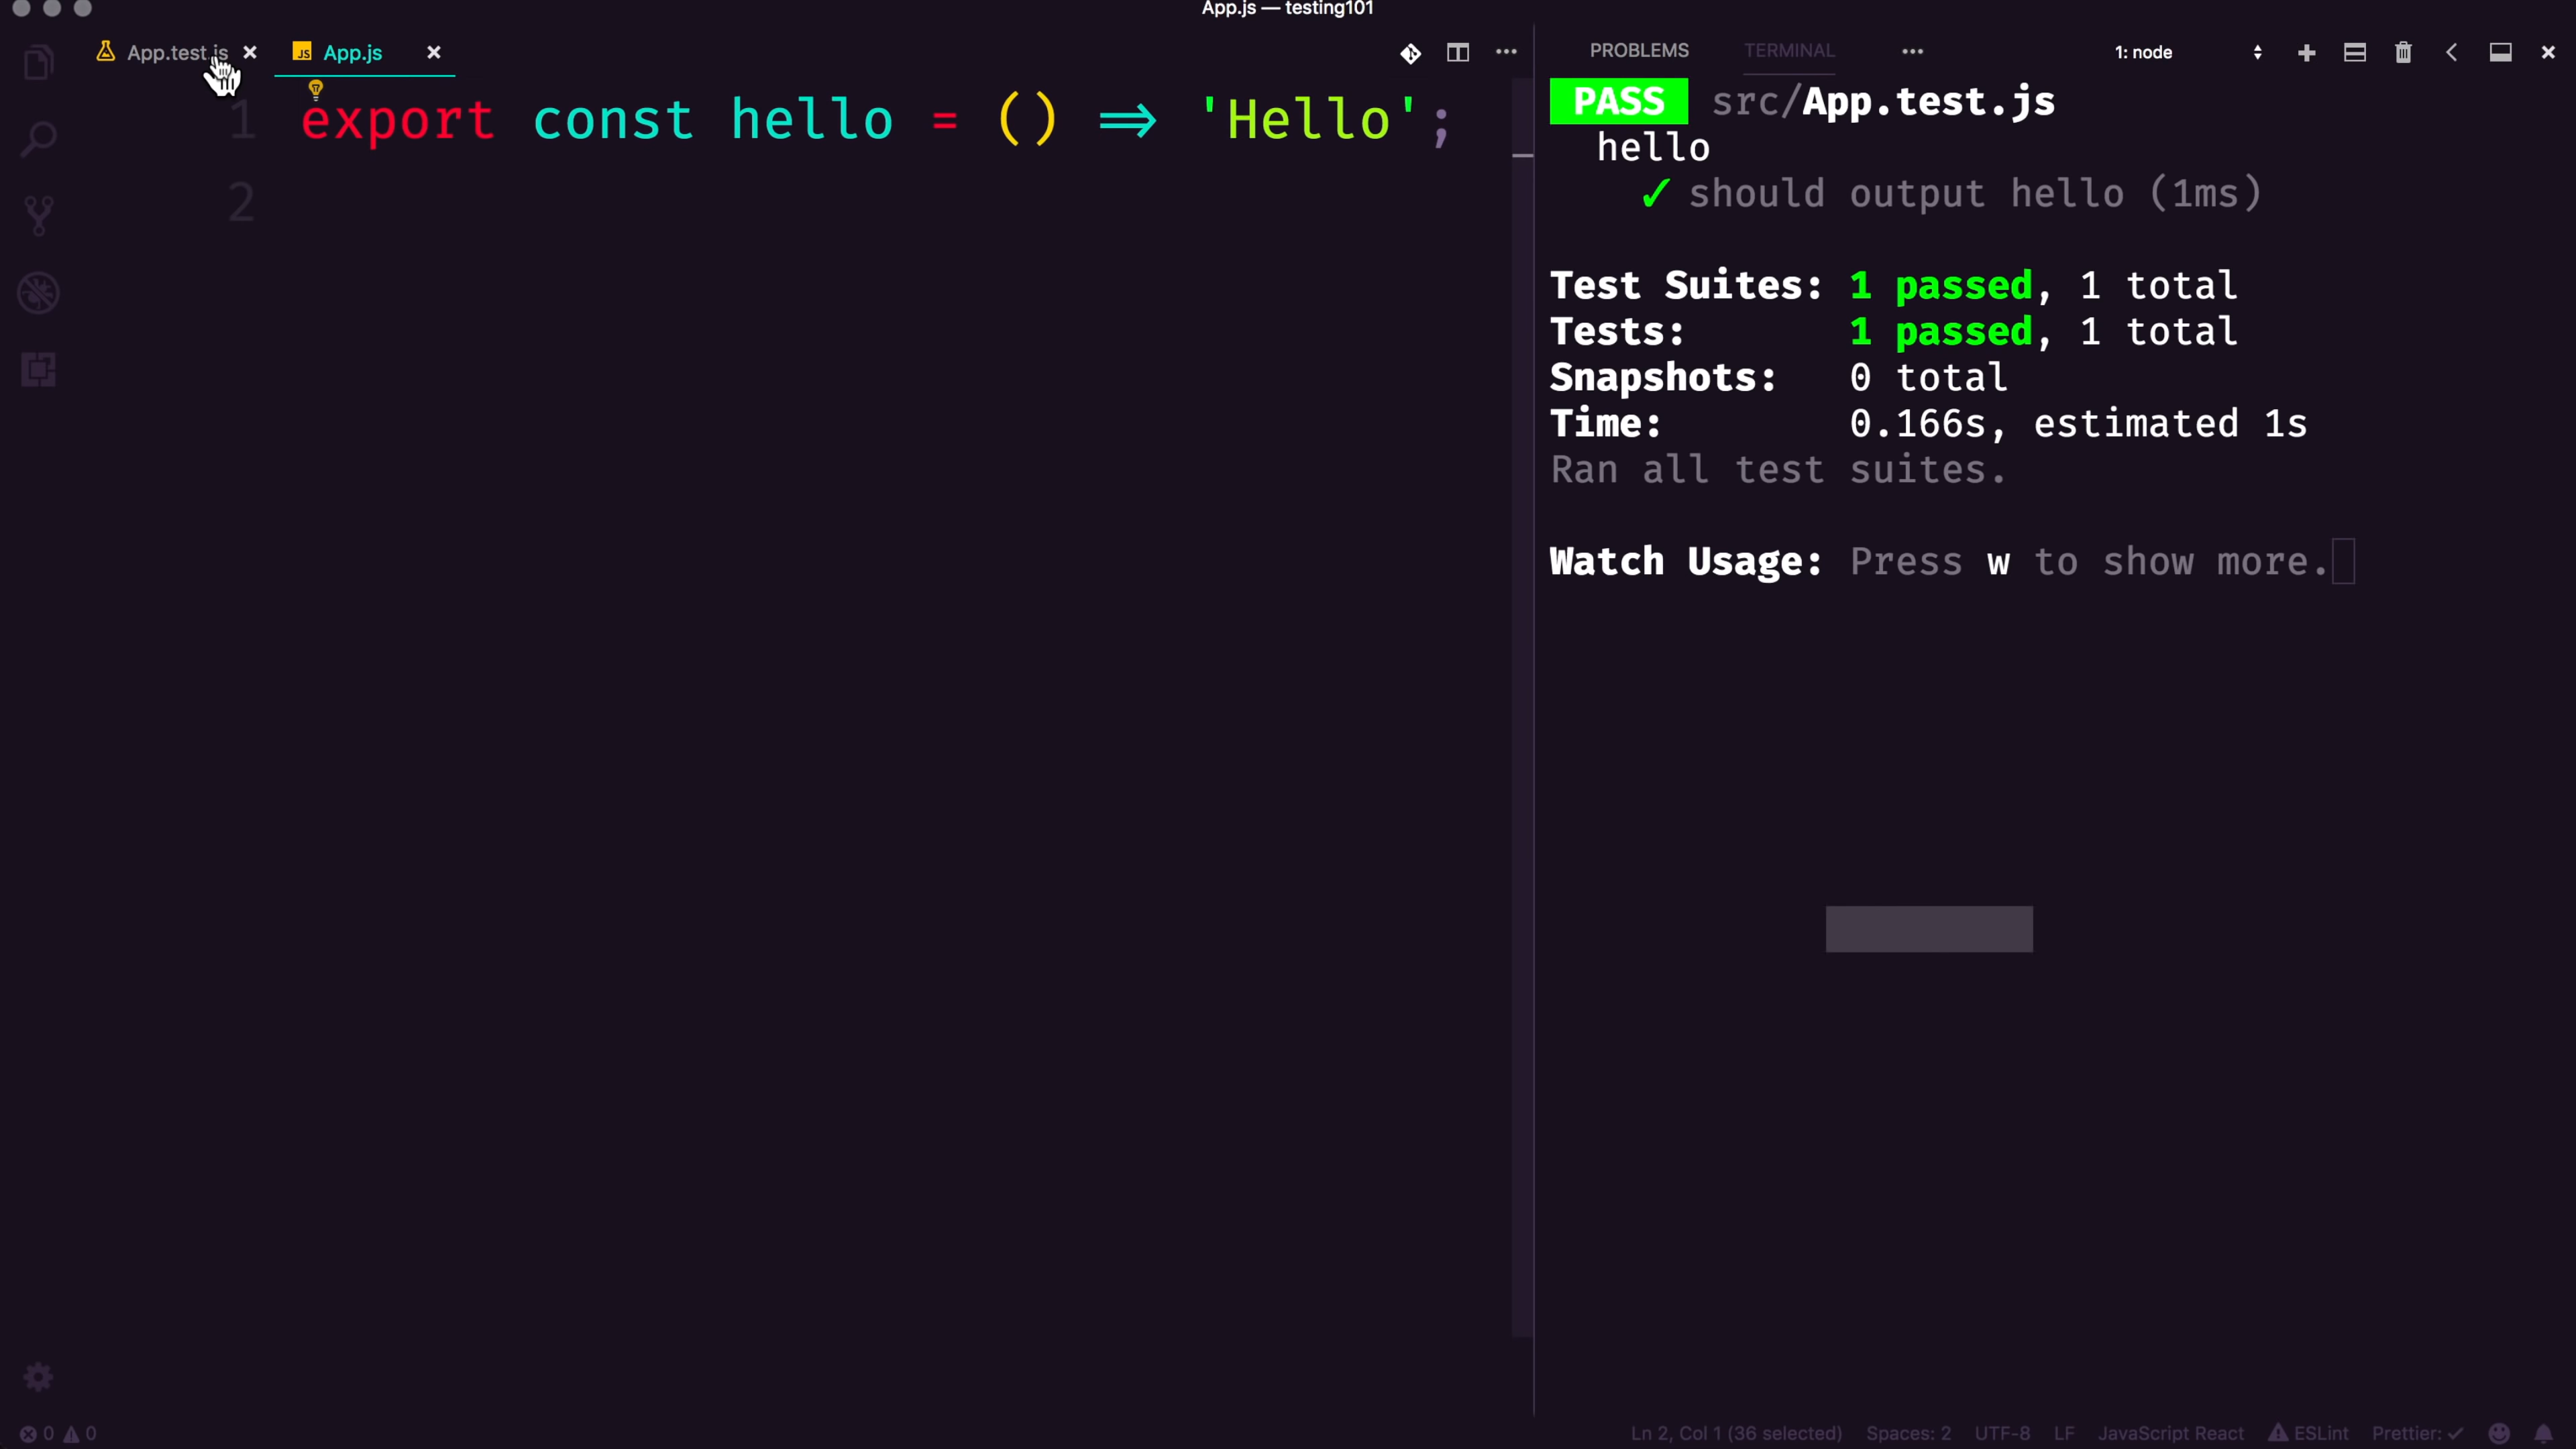 App.js — testing101
App.test.js
JS App.js
PROBLEMS TERMINAL
1: node
1 export const hello = () => 'Hello';
2
PASS src/App.test.js
hello
✓ should output hello (1ms)
Test Suites: 1 passed, 1 total
Tests: 1 passed, 1 total
Snapshots: 0 total
Time: 0.166s, estimated 1s
Ran all test suites.
Watch Usage: Press w to show more.
0 0
Ln 2, Col 1 (36 selected) Spaces: 2 UTF-8 LF JavaScript React ESLint Prettier: ✓